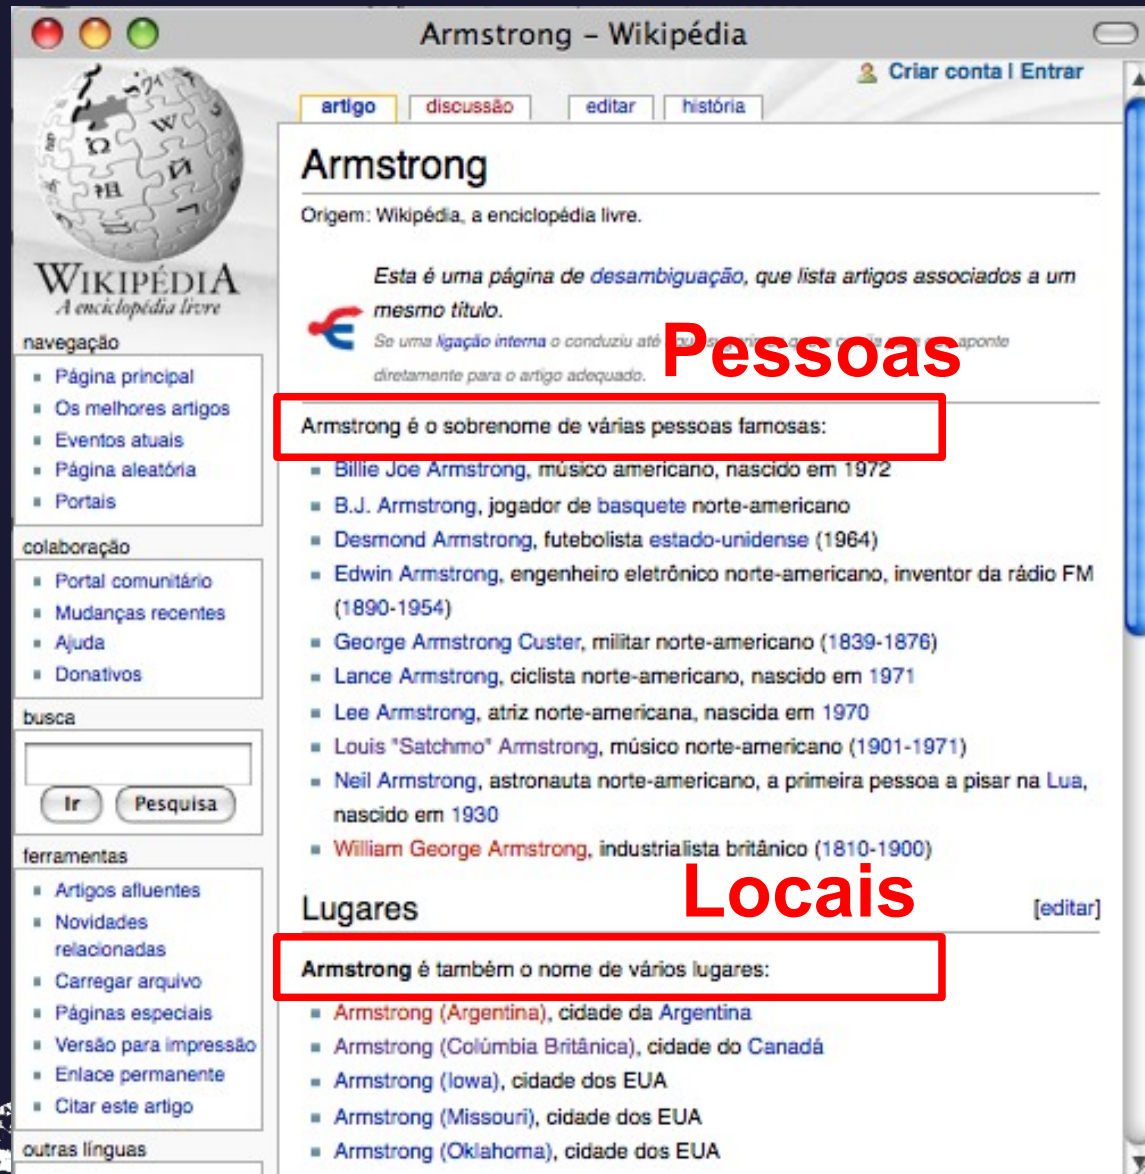 Armstrong – Wikipédia
Criar conta | Entrar
artigo discussão editar história
WIKIPÉDIA
A enciclopédia livre
navegação
Página principal
Os melhores artigos
Eventos atuais
Página aleatória
Portais
colaboração
Portal comunitário
Mudanças recentes
Ajuda
Donativos
busca
Ir Pesquisa
ferramentas
Artigos afluentes
Novidades
relacionadas
Carregar arquivo
Páginas especiais
Versão para impressão
Enlace permanente
Citar este artigo
outras línguas
Armstrong
Origem: Wikipédia, a enciclopédia livre.
Esta é uma página de desambiguação, que lista artigos associados a um
mesmo título.
Se uma ligação interna o conduziu até aponte
diretamente para o artigo adequado.
Pessoas
Armstrong é o sobrenome de várias pessoas famosas:
Billie Joe Armstrong, músico americano, nascido em 1972
B.J. Armstrong, jogador de basquete norte-americano
Desmond Armstrong, futebolista estado-unidense (1964)
Edwin Armstrong, engenheiro eletrônico norte-americano, inventor da rádio FM
(1890-1954)
George Armstrong Custer, militar norte-americano (1839-1876)
Lance Armstrong, ciclista norte-americano, nascido em 1971
Lee Armstrong, atriz norte-americana, nascida em 1970
Louis "Satchmo" Armstrong, músico norte-americano (1901-1971)
Neil Armstrong, astronauta norte-americano, a primeira pessoa a pisar na Lua,
nascido em 1930
William George Armstrong, industrialista britânico (1810-1900)
Locais
Lugares [editar]
Armstrong é também o nome de vários lugares:
Armstrong (Argentina), cidade da Argentina
Armstrong (Colúmbia Britânica), cidade do Canadá
Armstrong (Iowa), cidade dos EUA
Armstrong (Missouri), cidade dos EUA
Armstrong (Oklahoma), cidade dos EUA